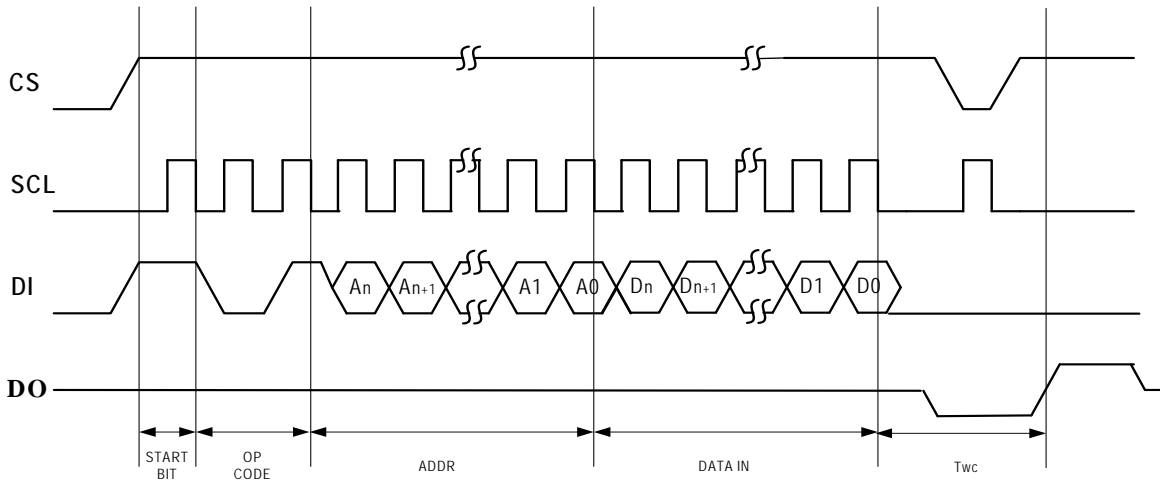 CS
SCL
DI
An An+1 A1 A0 Dn Dn+1 D1 D0
DO
START BIT
OP CODE
ADDR
DATA IN
Twc